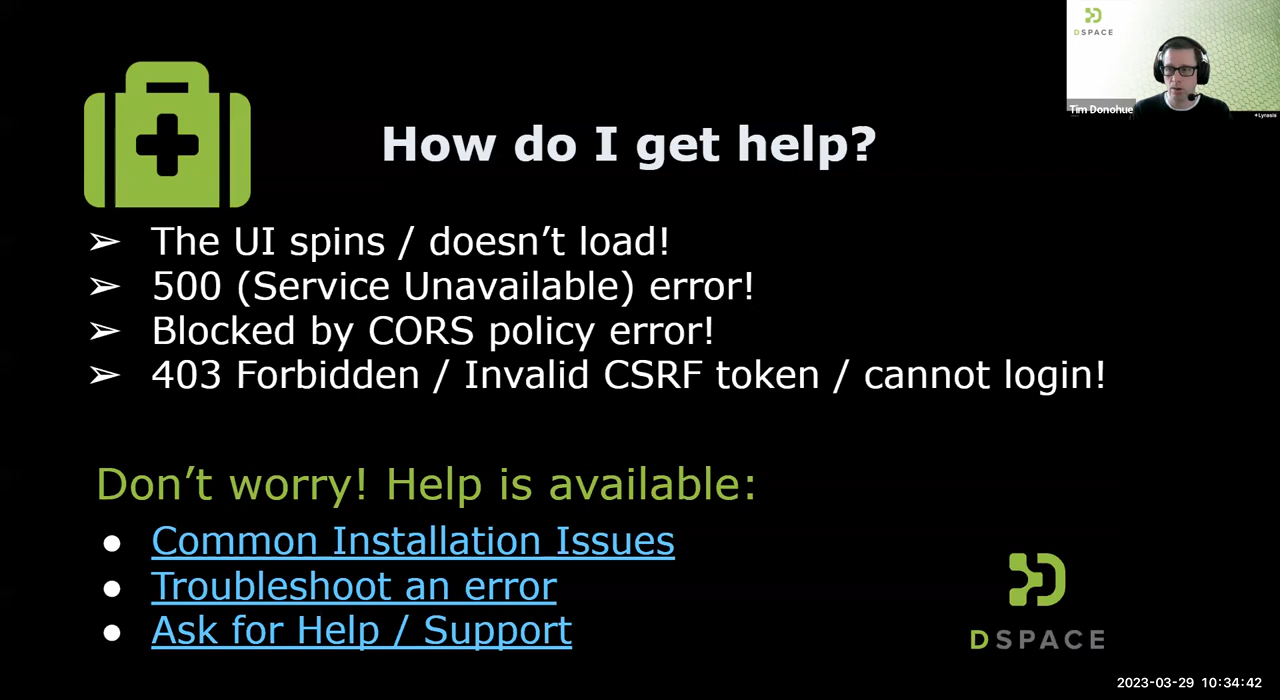 DSPACE
Tim Donohue
Lyrasis
How do I get help?
➢ The UI spins / doesn’t load!
➢ 500 (Service Unavailable) error!
➢ Blocked by CORS policy error!
➢ 403 Forbidden / Invalid CSRF token / cannot login!
Don’t worry! Help is available:
● Common Installation Issues
● Troubleshoot an error
● Ask for Help / Support
DSPACE
2023-03-29 10:34:42